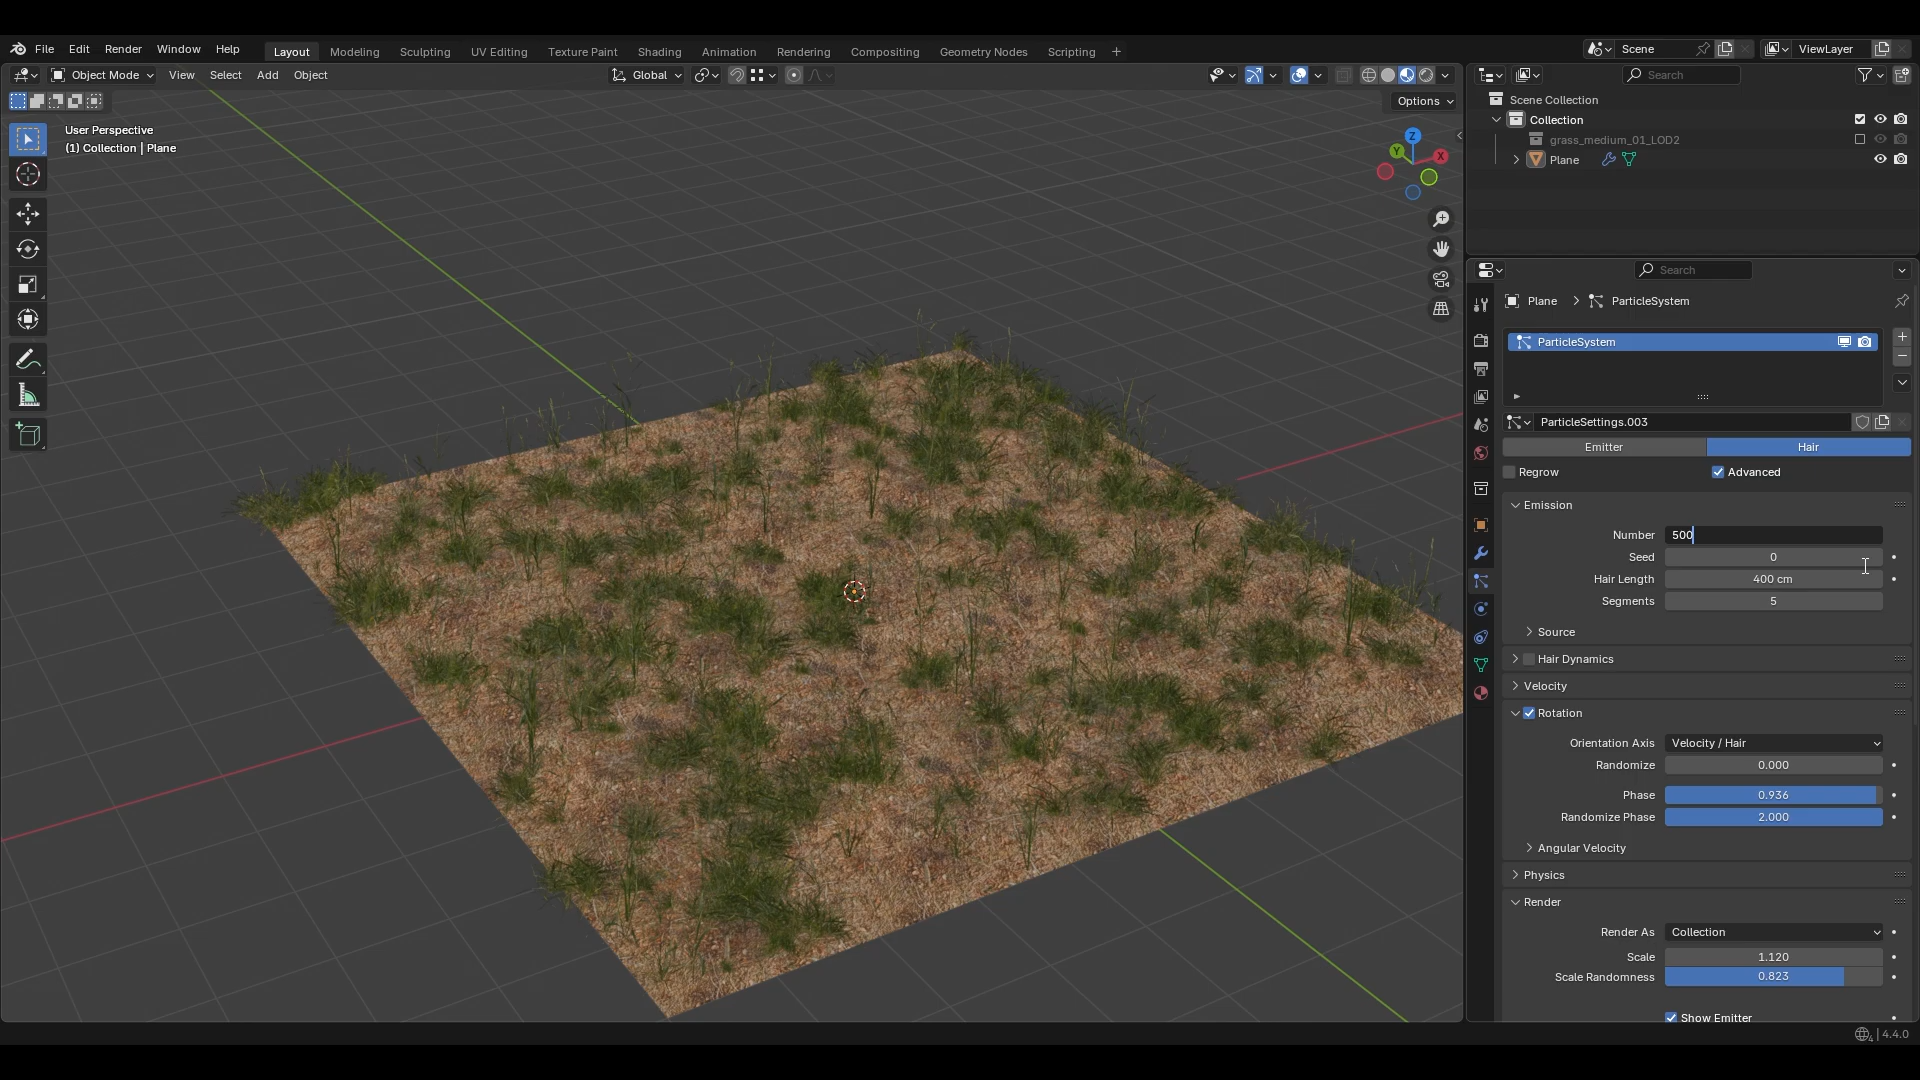 File Edit Render Window Help Layout Modeling Sculpting UV Editing Texture Paint Shading Animation Rendering Compositing Geometry Nodes Scripting + Scene ViewLayer
Object Mode View Select Add Object Global Search
Options
User Perspective
(1) Collection | Plane
Z
Y
X
Scene Collection
Collection
grass_medium_01_LOD2
Plane
Search
Plane > ParticleSystem
ParticleSystem
ParticleSettings.003
Emitter Hair
Regrow Advanced
Emission
Number 500
Seed 0
Hair Length 400 cm
Segments 5
Source
Hair Dynamics
Velocity
Rotation
Orientation Axis Velocity / Hair
Randomize 0.000
Phase 0.936
Randomize Phase 2.000
Angular Velocity
Physics
Render
Render As Collection
Scale 1.120
Scale Randomness 0.823
Show Emitter
4.4.0